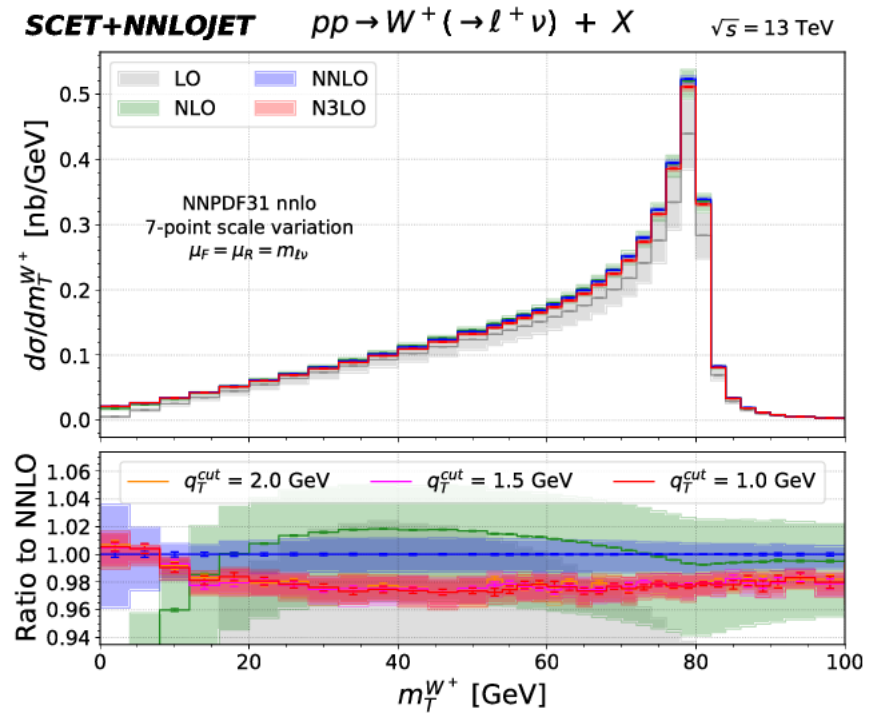 SCET+NNLOJET pp → W⁺(→ℓ⁺ν) + X √s = 13 TeV
LO NNLO
NLO N3LO
NNPDF31 nnlo
7-point scale variation
μF = μR = mℓν
dσ/dmTW⁺ [nb/GeV]
0.5
0.4
0.3
0.2
0.1
0.0
Ratio to NNLO
qTcut = 2.0 GeV qTcut = 1.5 GeV qTcut = 1.0 GeV
1.06
1.04
1.02
1.00
0.98
0.96
0.94
0 20 40 60 80 100
mTW⁺ [GeV]